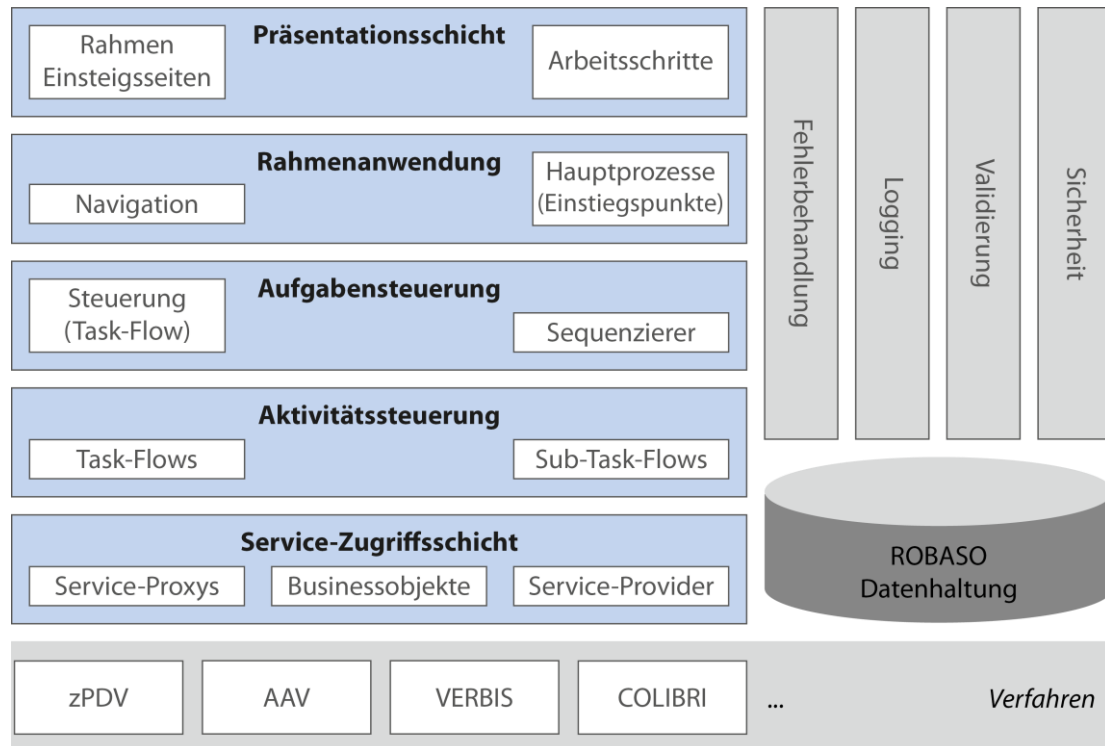 Präsentationsschicht
Rahmen
Einsteigsseiten
Arbeitsschritte
Rahmenanwendung
Navigation
Hauptprozesse
(Einstiegspunkte)
Aufgabensteuerung
Steuerung
(Task-Flow)
Sequenzierer
Aktivitätssteuerung
Task-Flows
Sub-Task-Flows
Service-Zugriffsschicht
Service-Proxys
Businessobjekte
Service-Provider
Fehlerbehandlung
Logging
Validierung
Sicherheit
ROBASO
Datenhaltung
zPDV
AAV
VERBIS
COLIBRI
...
Verfahren